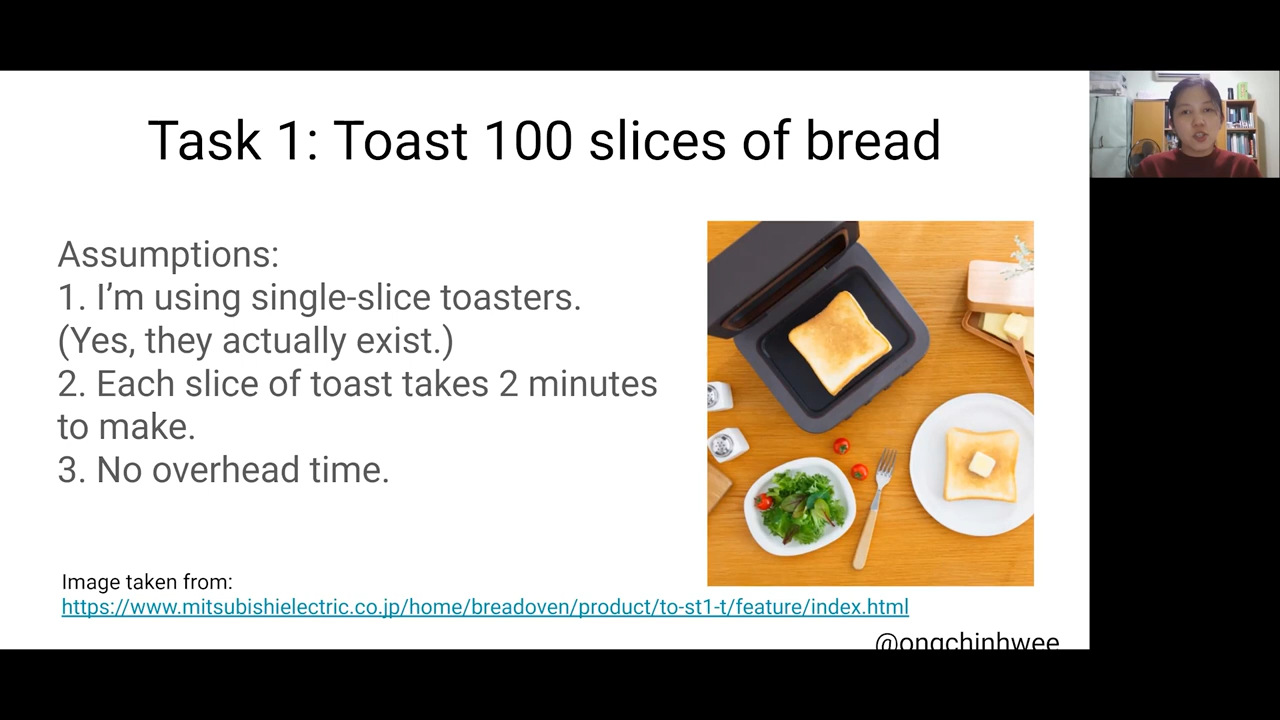 Task 1: Toast 100 slices of bread
Assumptions:
1. I'm using single-slice toasters.
(Yes, they actually exist.)
2. Each slice of toast takes 2 minutes
to make.
3. No overhead time.
Image taken from:
https://www.mitsubishielectric.co.jp/home/breadoven/product/to-st1-t/feature/index.html
@ongchinhwee